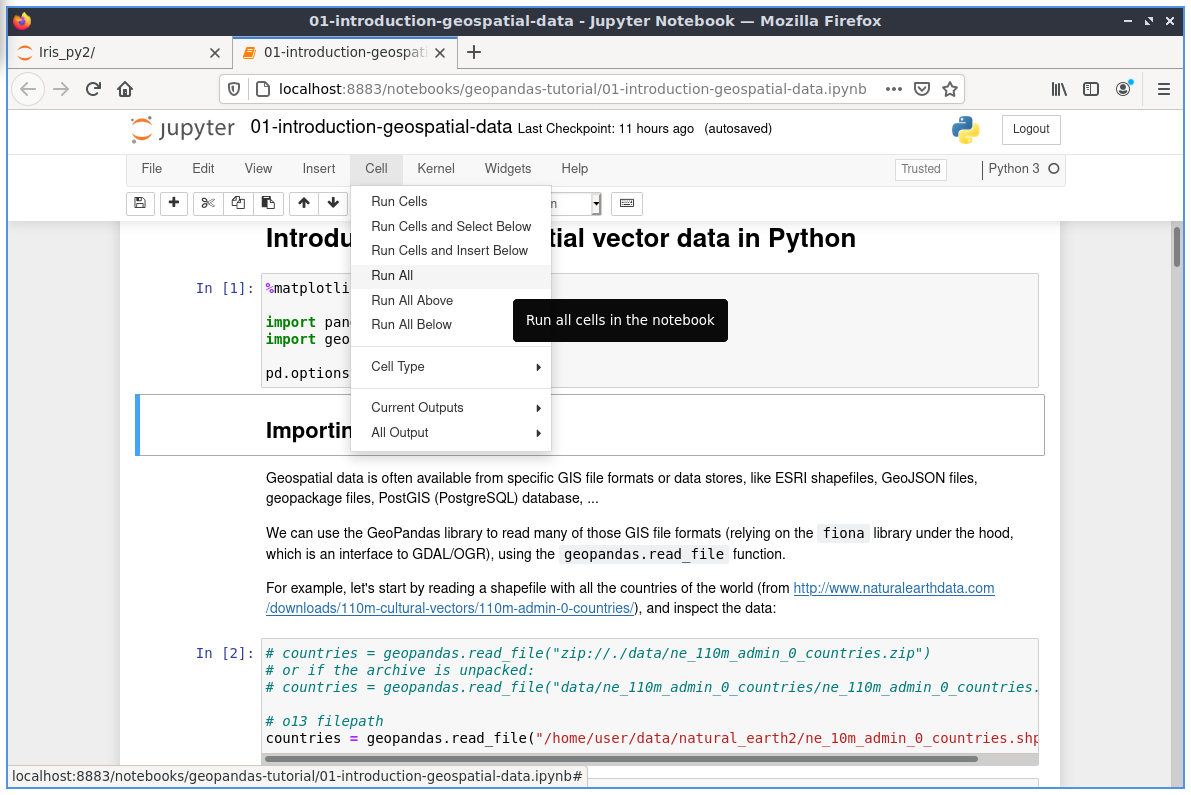 01-introduction-geospatial-data - Jupyter Notebook — Mozilla Firefox
Iris_py2/
01-introduction-geospati
localhost:8883/notebooks/geopandas-tutorial/01-introduction-geospatial-data.ipynb
jupyter 01-introduction-geospatial-data Last Checkpoint: 11 hours ago (autosaved)
Logout
File Edit View Insert Cell Kernel Widgets Help
Trusted
Python 3
n
Run Cells
Run Cells and Select Below
Run Cells and Insert Below
Run All
Run All Above
Run All Below
Cell Type
Current Outputs
All Output
Run all cells in the notebook
Introdu tial vector data in Python
In [1]:
%matplotli
import pan
import geo
pd.options
Importin
Geospatial data is often available from specific GIS file formats or data stores, like ESRI shapefiles, GeoJSON files,
geopackage files, PostGIS (PostgreSQL) database, ...
We can use the GeoPandas library to read many of those GIS file formats (relying on the fiona library under the hood,
which is an interface to GDAL/OGR), using the geopandas.read_file function.
For example, let's start by reading a shapefile with all the countries of the world (from http://www.naturalearthdata.com
/downloads/110m-cultural-vectors/110m-admin-0-countries/), and inspect the data:
In [2]:
# countries = geopandas.read_file("zip://./data/ne_110m_admin_0_countries.zip")
# or if the archive is unpacked:
# countries = geopandas.read_file("data/ne_110m_admin_0_countries/ne_110m_admin_0_countries.
# o13 filepath
countries = geopandas.read_file("/home/user/data/natural_earth2/ne_10m_admin_0_countries.shp
localhost:8883/notebooks/geopandas-tutorial/01-introduction-geospatial-data.ipynb#